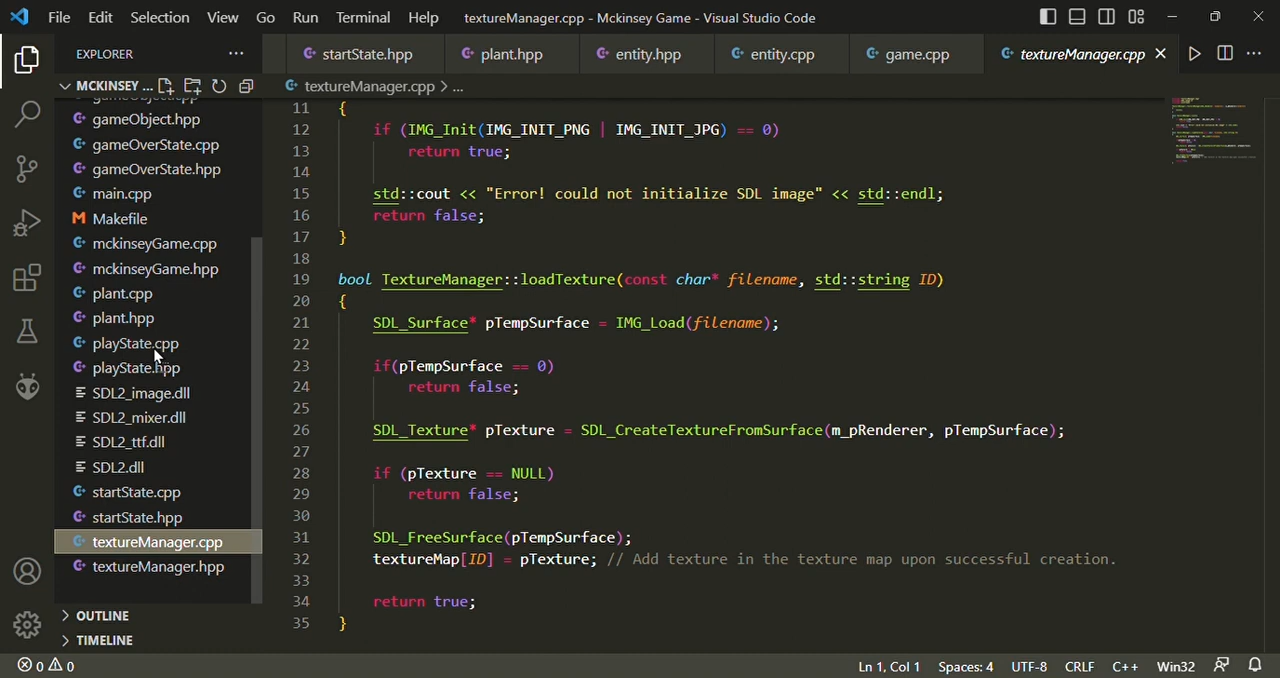 File Edit Selection View Go Run Terminal Help textureManager.cpp - Mckinsey Game - Visual Studio Code
EXPLORER ···
startState.hpp plant.hpp entity.hpp entity.cpp game.cpp textureManager.cpp
MCKINSEY ...
textureManager.cpp > ...
gameObject.cpp
gameObject.hpp
gameOverState.cpp
gameOverState.hpp
main.cpp
Makefile
mckinseyGame.cpp
mckinseyGame.hpp
plant.cpp
plant.hpp
playState.cpp
playState.hpp
SDL2_image.dll
SDL2_mixer.dll
SDL2_ttf.dll
SDL2.dll
startState.cpp
startState.hpp
textureManager.cpp
textureManager.hpp
OUTLINE
TIMELINE
11 {
12 if (IMG_Init(IMG_INIT_PNG | IMG_INIT_JPG) == 0)
13 return true;
14
15 std::cout << "Error! could not initialize SDL image" << std::endl;
16 return false;
17 }
18
19 bool TextureManager::loadTexture(const char* filename, std::string ID)
20 {
21 SDL_Surface* pTempSurface = IMG_Load(filename);
22
23 if(pTempSurface == 0)
24 return false;
25
26 SDL_Texture* pTexture = SDL_CreateTextureFromSurface(m_pRenderer, pTempSurface);
27
28 if (pTexture == NULL)
29 return false;
30
31 SDL_FreeSurface(pTempSurface);
32 textureMap[ID] = pTexture; // Add texture in the texture map upon successful creation.
33
34 return true;
35 }
0 0 Ln 1, Col 1 Spaces: 4 UTF-8 CRLF C++ Win32